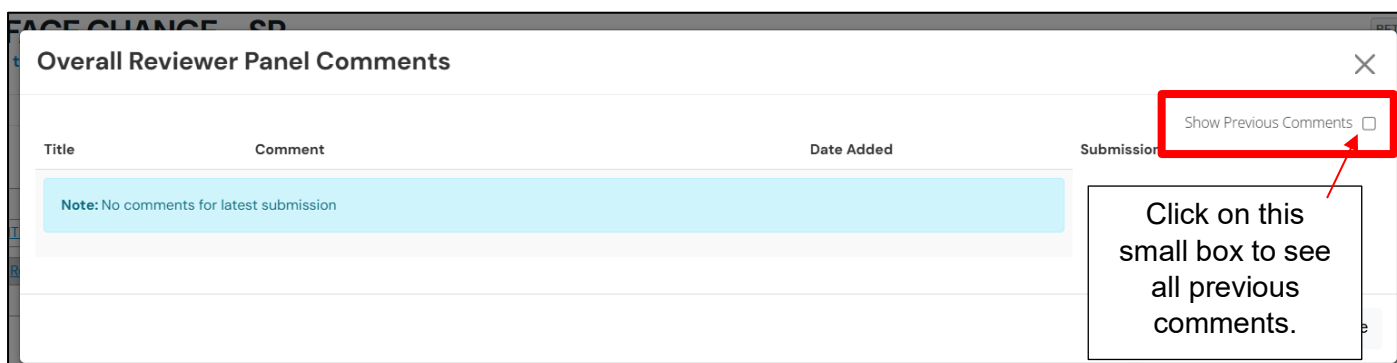 Overall Reviewer Panel Comments
Show Previous Comments
Title Comment Date Added Submission
Note: No comments for latest submission
Click on this
small box to see
all previous
comments.